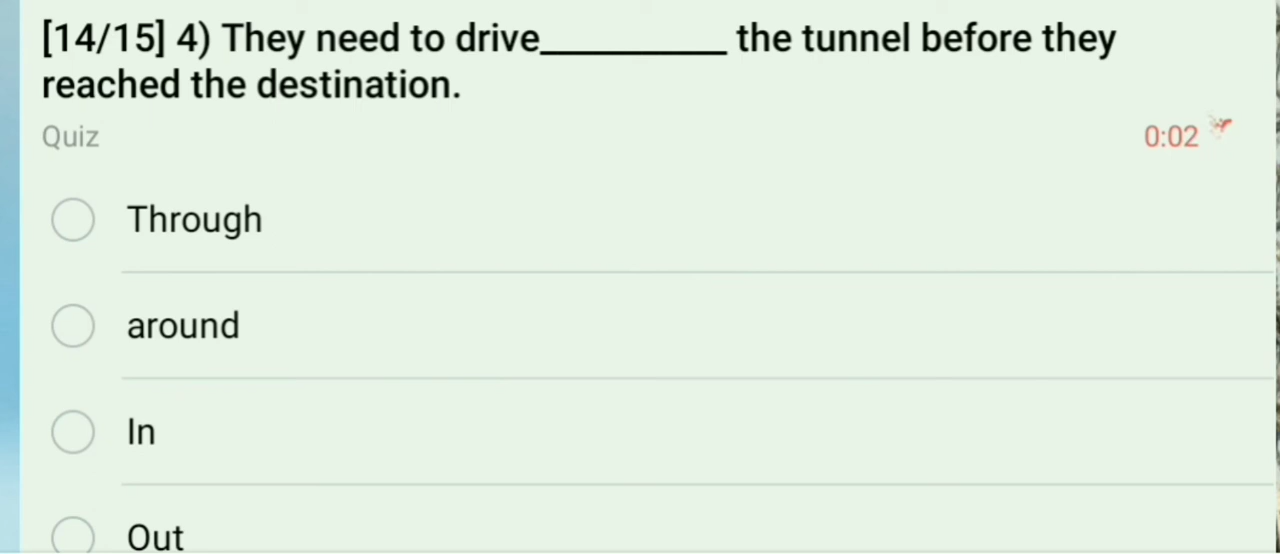 [14/15] 4) They need to drive_________ the tunnel before they
reached the destination.
Quiz
0:02
Through
around
In
Out